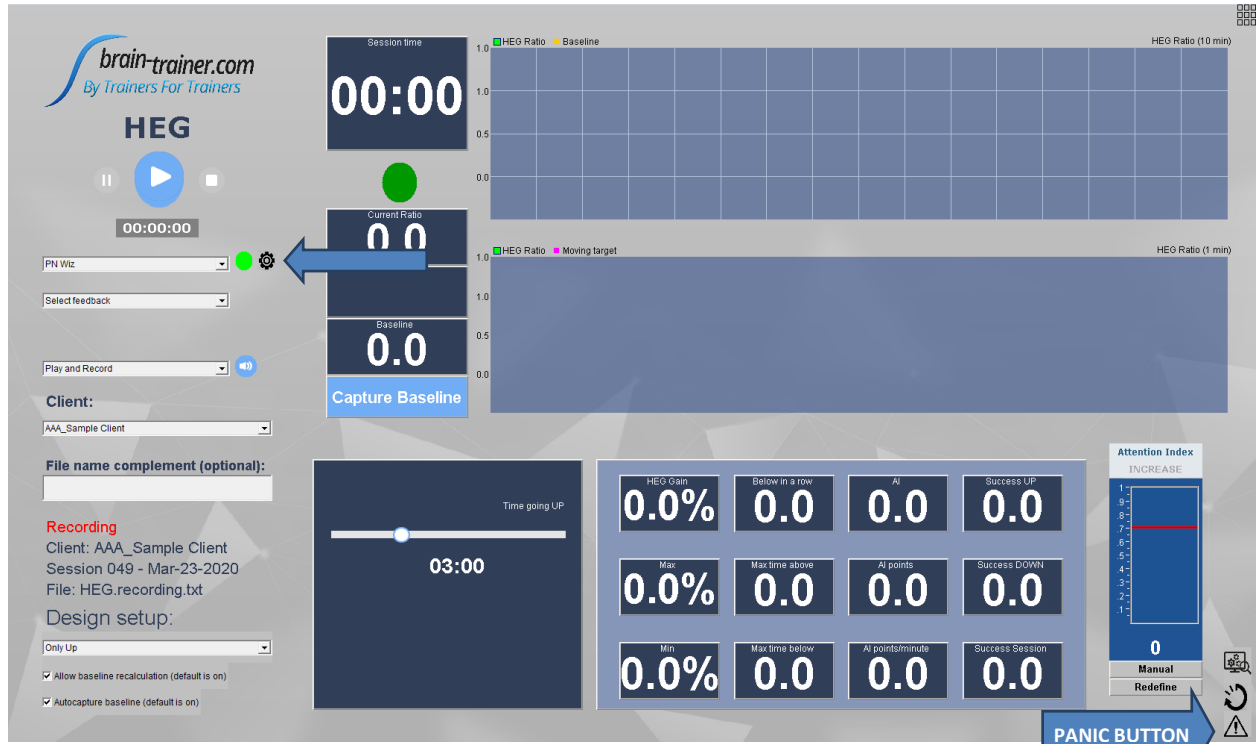 brain-trainer.com
By Trainers For Trainers
HEG
00:00:00
PN Wiz
Select feedback
Play and Record
Client:
AAA_Sample Client
File name complement (optional):
Recording
Client: AAA_Sample Client
Session 049 - Mar-23-2020
File: HEG.recording.txt
Design setup:
Only Up
Allow baseline recalculation (default is on)
Autocapture baseline (default is on)
Session time
00:00
Current Ratio
0.0
Baseline
0.0
Capture Baseline
HEG Ratio Baseline HEG Ratio (10 min)
1.0
1.0
0.5
0.0
HEG Ratio Moving target HEG Ratio (1 min)
1.0
1.0
0.5
0.0
Time going UP
03:00
HEG Gain Below in a row AI Success UP
0.0% 0.0 0.0 0.0
Max Max time above AI points Success DOWN
0.0% 0.0 0.0 0.0
Min Max time below AI points/minute Success Session
0.0% 0.0 0.0 0.0
Attention Index
INCREASE
1
.9
.8
.7
.6
.5
.4
.3
.2
.1
0
Manual
Redefine
PANIC BUTTON